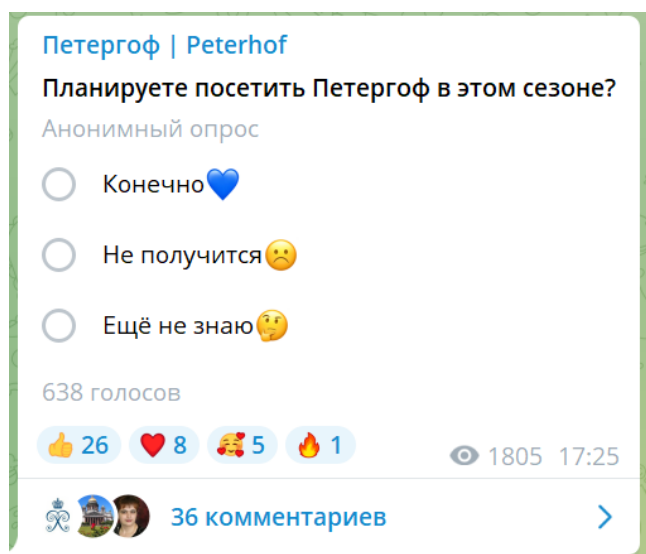 Петергоф | Peterhof
Планируете посетить Петергоф в этом сезоне?
Анонимный опрос
Конечно💙
Не получится☹️
Ещё не знаю🤔
638 голосов
👍 26 ❤️ 8 🥰 5 🔥 1 1805 17:25
36 комментариев